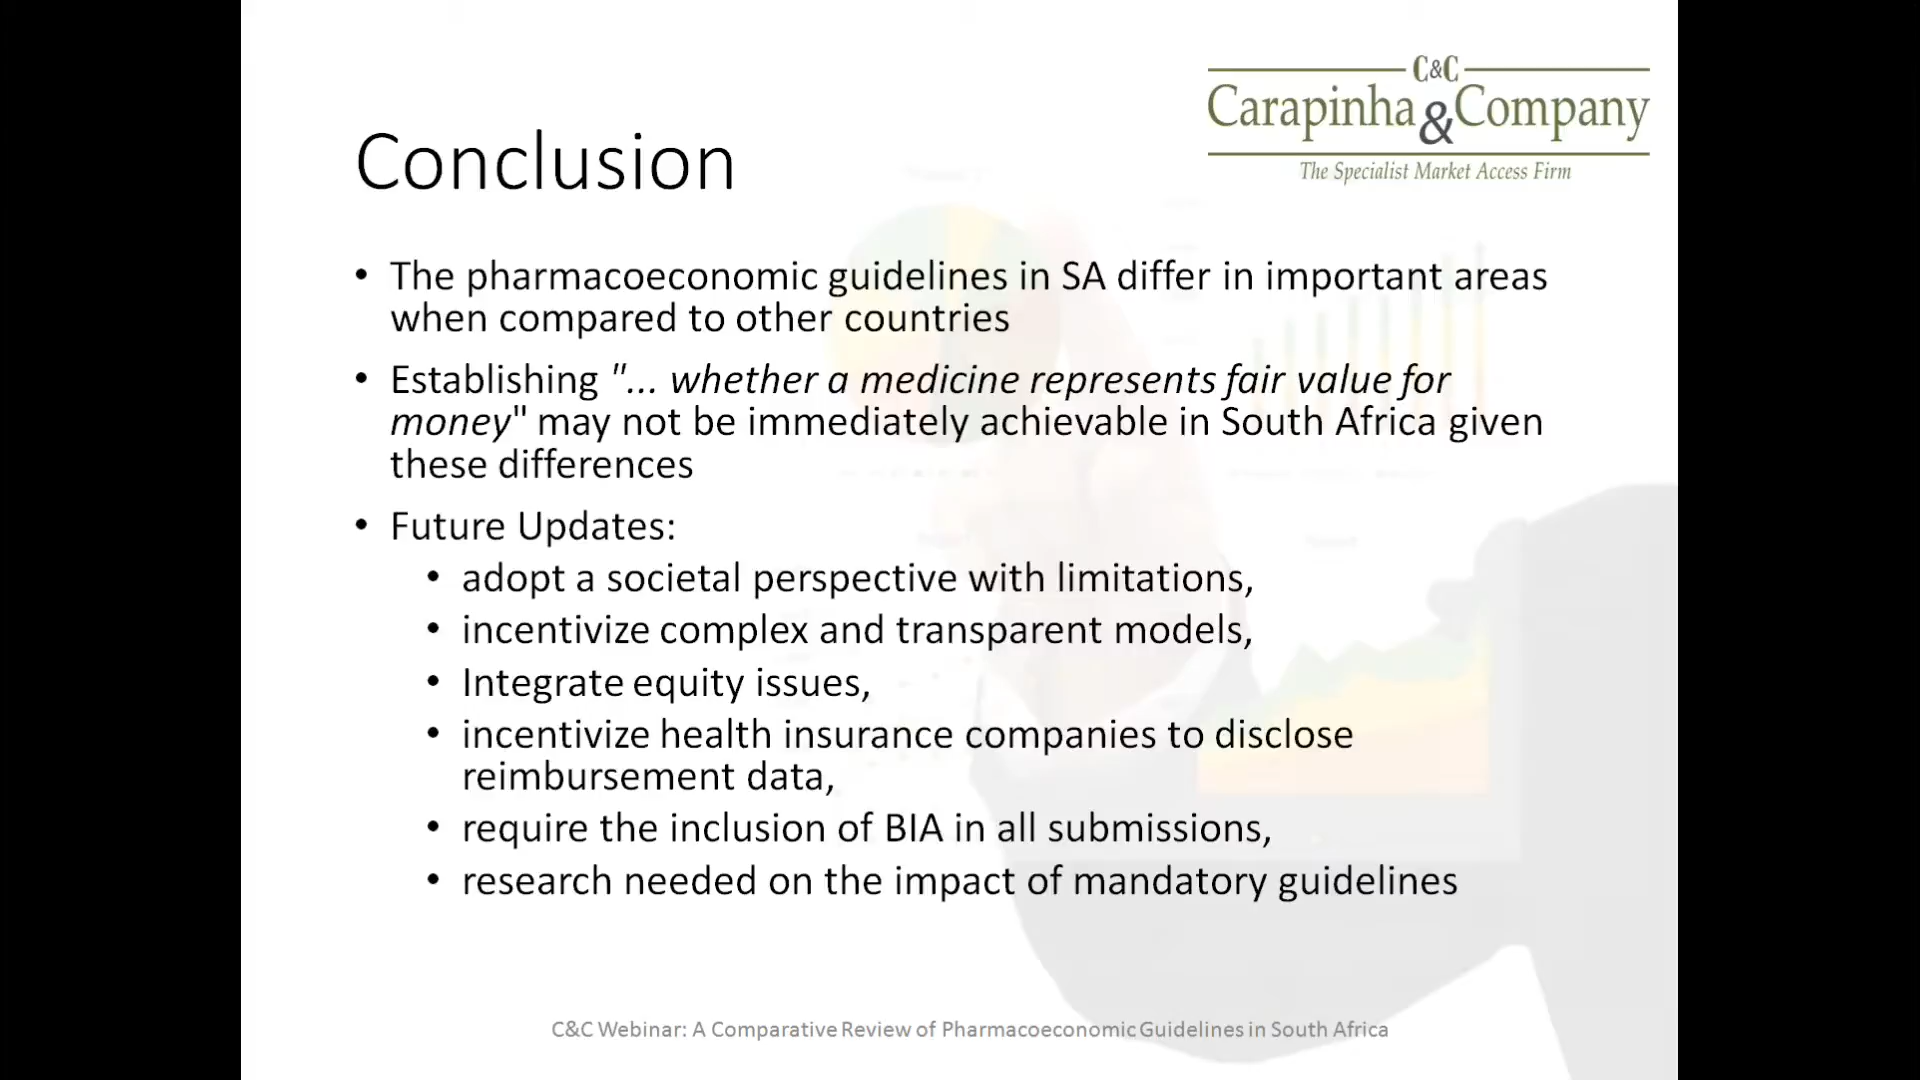 C&C
Carapinha & Company
The Specialist Market Access Firm
Conclusion
• The pharmacoeconomic guidelines in SA differ in important areas
when compared to other countries
• Establishing "... whether a medicine represents fair value for
money" may not be immediately achievable in South Africa given
these differences
• Future Updates:
• adopt a societal perspective with limitations,
• incentivize complex and transparent models,
• Integrate equity issues,
• incentivize health insurance companies to disclose
reimbursement data,
• require the inclusion of BIA in all submissions,
• research needed on the impact of mandatory guidelines
C&C Webinar: A Comparative Review of Pharmacoeconomic Guidelines in South Africa